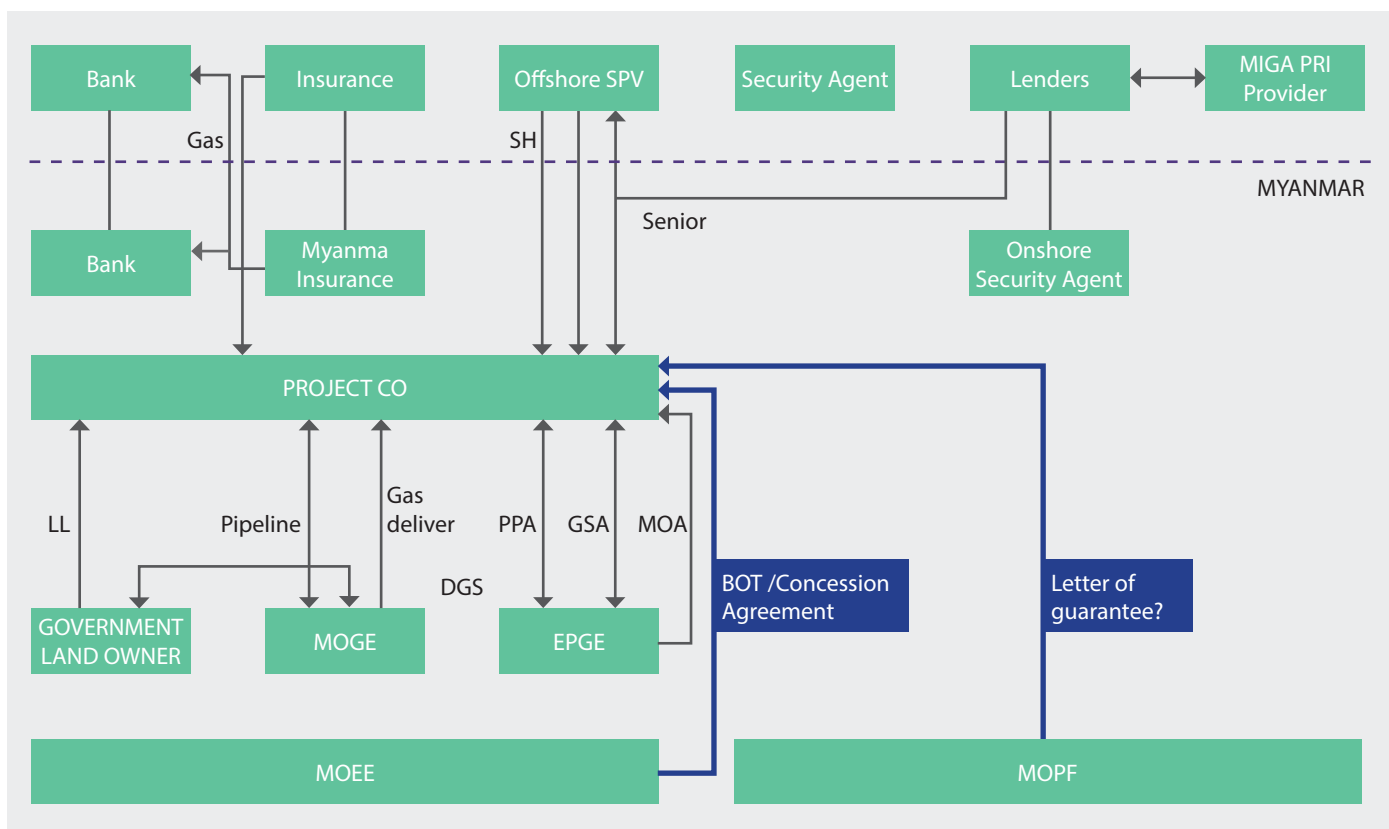 Bank
Insurance
Offshore SPV
Security Agent
Lenders
MIGA PRI
Provider
Gas
SH
MYANMAR
Senior
Bank
Myanma
Insurance
Onshore
Security Agent
PROJECT CO
LL
Pipeline
Gas
deliver
PPA
GSA
MOA
DGS
BOT /Concession
Agreement
Letter of
guarantee?
GOVERNMENT
LAND OWNER
MOGE
EPGE
MOEE
MOPF